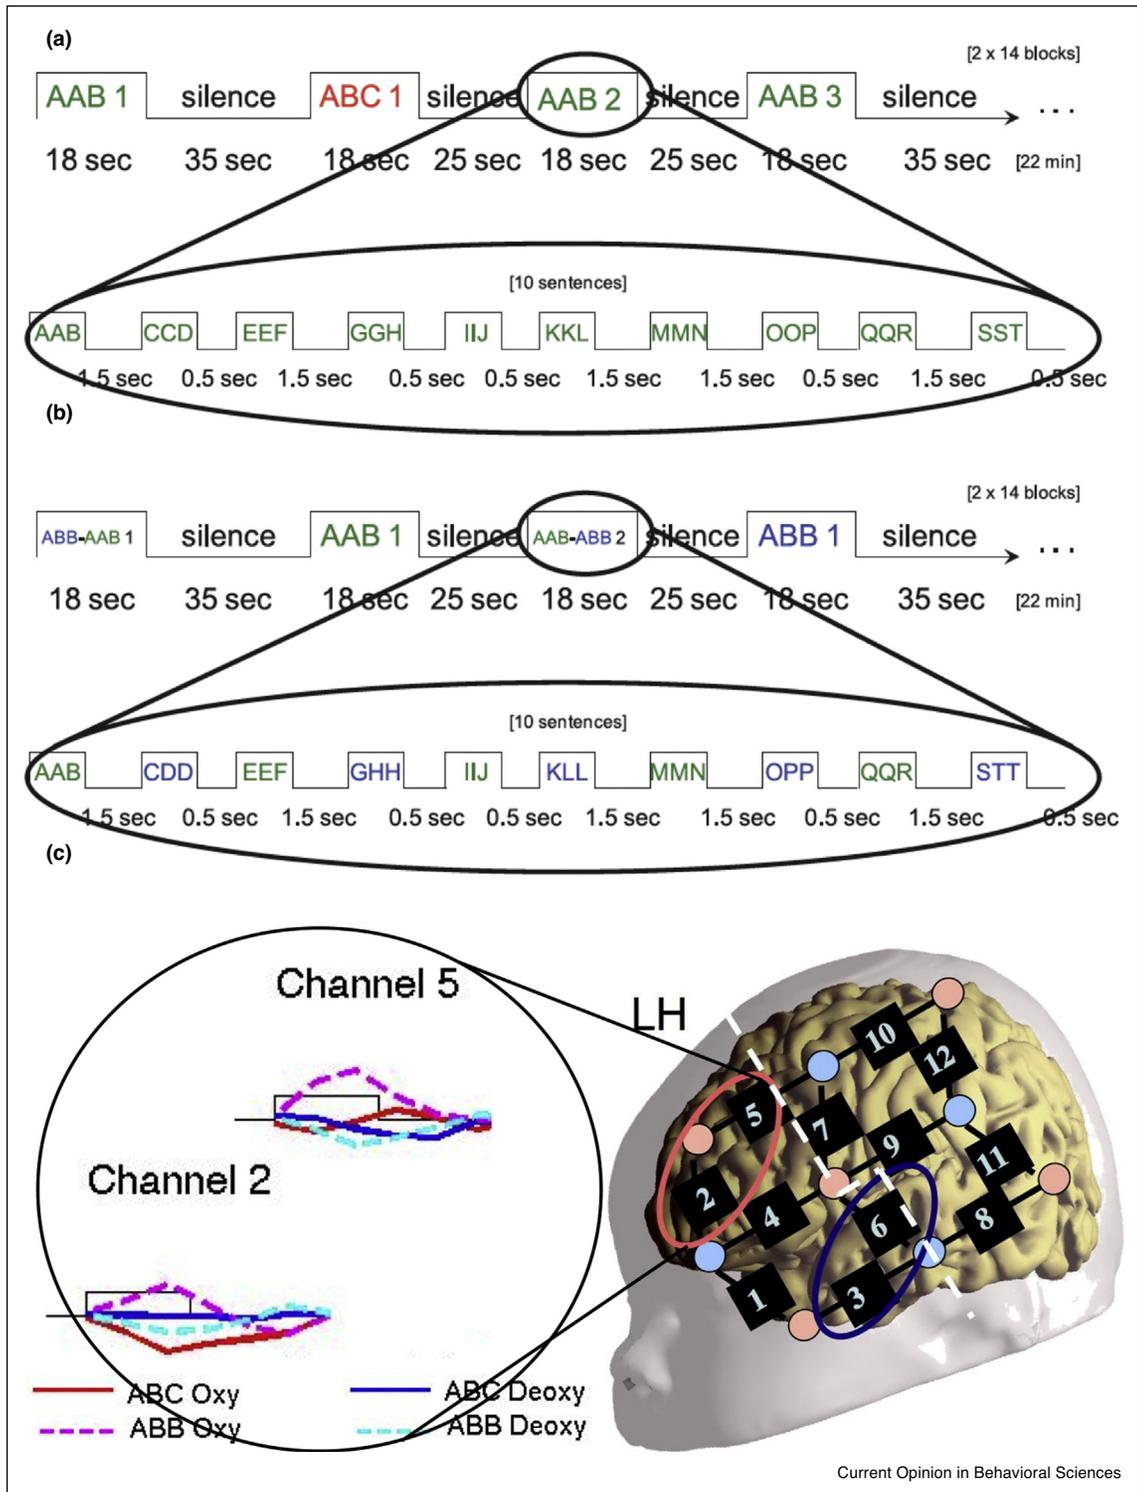 (a)
[2 x 14 blocks]
AAB 1 silence ABC 1 silence AAB 2 silence AAB 3 silence ...
18 sec 35 sec 18 sec 25 sec 18 sec 25 sec 18 sec 35 sec [22 min]
[10 sentences]
AAB CCD EEF GGH IIJ KKL MMN OOP QQR SST
1.5 sec 0.5 sec 1.5 sec 0.5 sec 0.5 sec 1.5 sec 1.5 sec 0.5 sec 1.5 sec 0.5 sec
(b)
[2 x 14 blocks]
ABB-AAB 1 silence AAB 1 silence AAB-ABB 2 silence ABB 1 silence ...
18 sec 35 sec 18 sec 25 sec 18 sec 25 sec 18 sec 35 sec [22 min]
[10 sentences]
AAB CDD EEF GHH IIJ KLL MMN OPP QQR STT
1.5 sec 0.5 sec 1.5 sec 0.5 sec 0.5 sec 1.5 sec 1.5 sec 0.5 sec 1.5 sec 0.5 sec
(c)
Channel 5
LH
10
12
5
7
9
11
Channel 2
2
4
6
8
1
3
ABC Oxy ABC Deoxy
ABB Oxy ABB Deoxy
Current Opinion in Behavioral Sciences